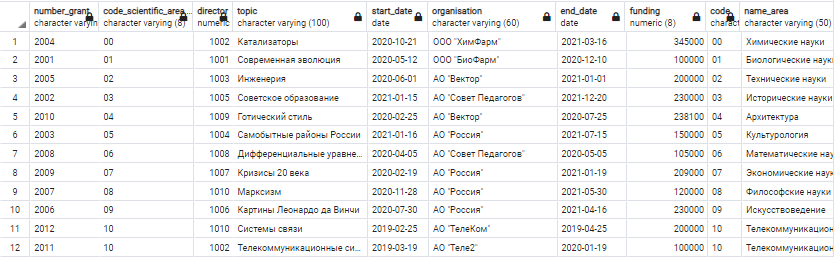 number_grant code_scientific_area... director topic start_date organisation end_date funding code name_area
character varyin character varying (8) numeric character varying (100) date character varying (60) date numeric (8) charact character varying (50)
1 2004 00 1002 Катализаторы 2020-10-21 ООО "ХимФарм" 2021-03-16 345000 00 Химические науки
2 2001 01 1001 Современная эволюция 2020-05-12 ООО "БиоФарм" 2020-12-10 100000 01 Биологические наук
3 2005 02 1003 Инженерия 2020-06-01 АО "Вектор" 2021-01-01 200000 02 Технические науки
4 2002 03 1005 Советское образование 2021-01-15 АО "Совет Педагогов" 2021-12-20 230000 03 Исторические науки
5 2010 04 1009 Готический стиль 2020-02-25 АО "Вектор" 2020-07-25 238100 04 Архитектура
6 2003 05 1004 Самобытные районы России 2021-01-16 АО "Россия" 2021-07-15 150000 05 Культурология
7 2008 06 1008 Дифференциальные уравне... 2020-04-05 АО "Совет Педагогов" 2020-05-05 105000 06 Математические нау
8 2009 07 1007 Кризисы 20 века 2020-02-19 АО "Россия" 2021-01-19 209000 07 Экономические наук
9 2007 08 1010 Марксизм 2020-11-28 АО "Россия" 2021-05-30 120000 08 Философские науки
10 2006 09 1006 Картины Леонардо да Винчи 2020-07-30 АО "Россия" 2021-04-16 230000 09 Искусствоведение
11 2012 10 1010 Системы связи 2019-02-25 АО "ТелеКом" 2019-04-25 200000 10 Телекоммуникацион
12 2011 10 1002 Телекоммуникационные си... 2019-03-19 АО "Теле2" 2020-01-19 100000 10 Телекоммуникацион